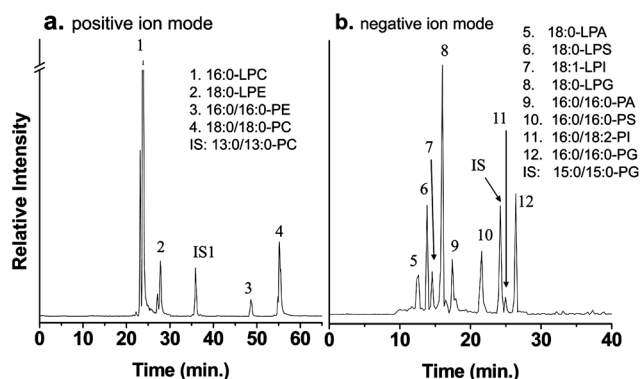 a. positive ion mode
1
1. 16:0-LPC
2. 18:0-LPE
3. 16:0/16:0-PE
4. 18:0/18:0-PC
IS: 13:0/13:0-PC
2
IS1
3
4
Relative Intensity
0 10 20 30 40 50 60
Time (min.)
b. negative ion mode
5. 18:0-LPA
6. 18:0-LPS
7. 18:1-LPI
8. 18:0-LPG
9. 16:0/16:0-PA
10. 16:0/16:0-PS
11. 16:0/18:2-PI
12. 16:0/16:0-PG
IS: 15:0/15:0-PG
5
6
7
8
9
10
IS
11
12
0 10 20 30 40
Time (min.)